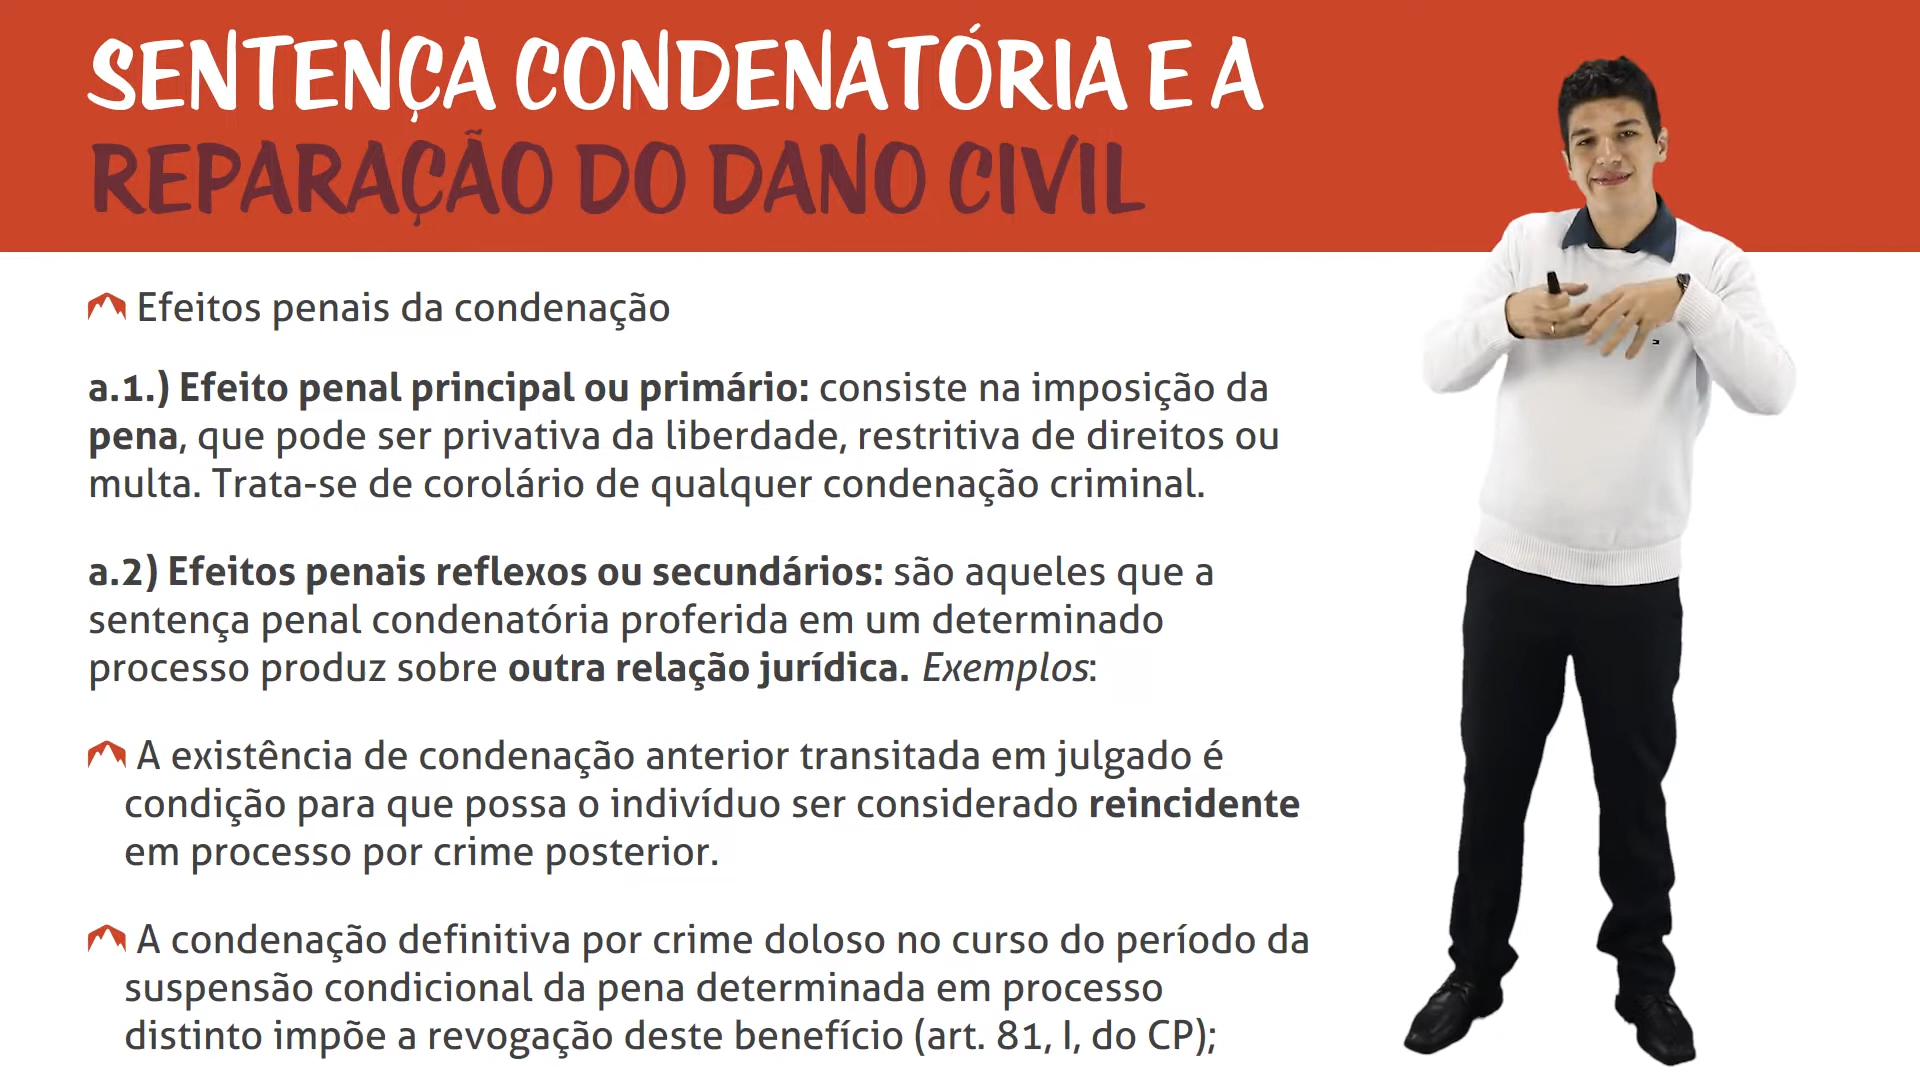 SENTENÇA CONDENATÓRIA E A
REPARAÇÃO DO DANO CIVIL
Efeitos penais da condenação
a.1.) Efeito penal principal ou primário: consiste na imposição da
pena, que pode ser privativa da liberdade, restritiva de direitos ou
multa. Trata-se de corolário de qualquer condenação criminal.
a.2) Efeitos penais reflexos ou secundários: são aqueles que a
sentença penal condenatória proferida em um determinado
processo produz sobre outra relação jurídica. Exemplos:
A existência de condenação anterior transitada em julgado é
condição para que possa o indivíduo ser considerado reincidente
em processo por crime posterior.
A condenação definitiva por crime doloso no curso do período da
suspensão condicional da pena determinada em processo
distinto impõe a revogação deste benefício (art. 81, I, do CP);